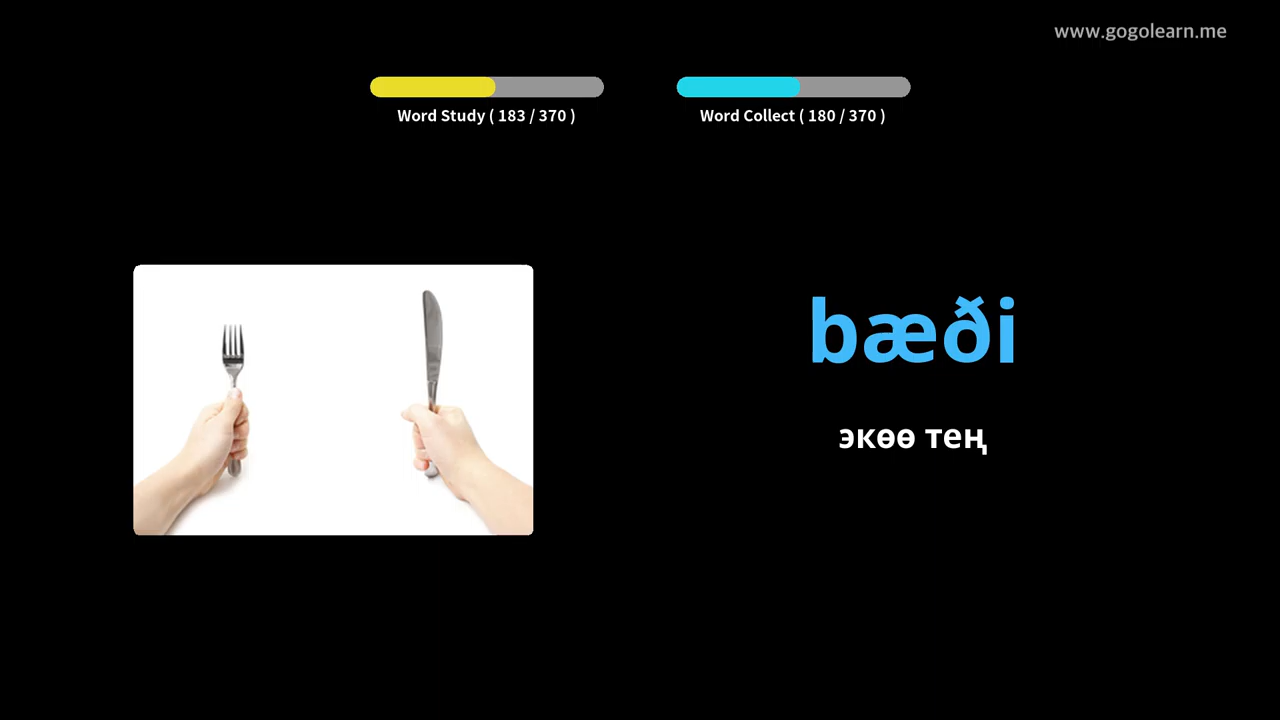 www.gogolearn.me
Word Study ( 183 / 370 )
Word Collect ( 180 / 370 )
bæði
экөө тең